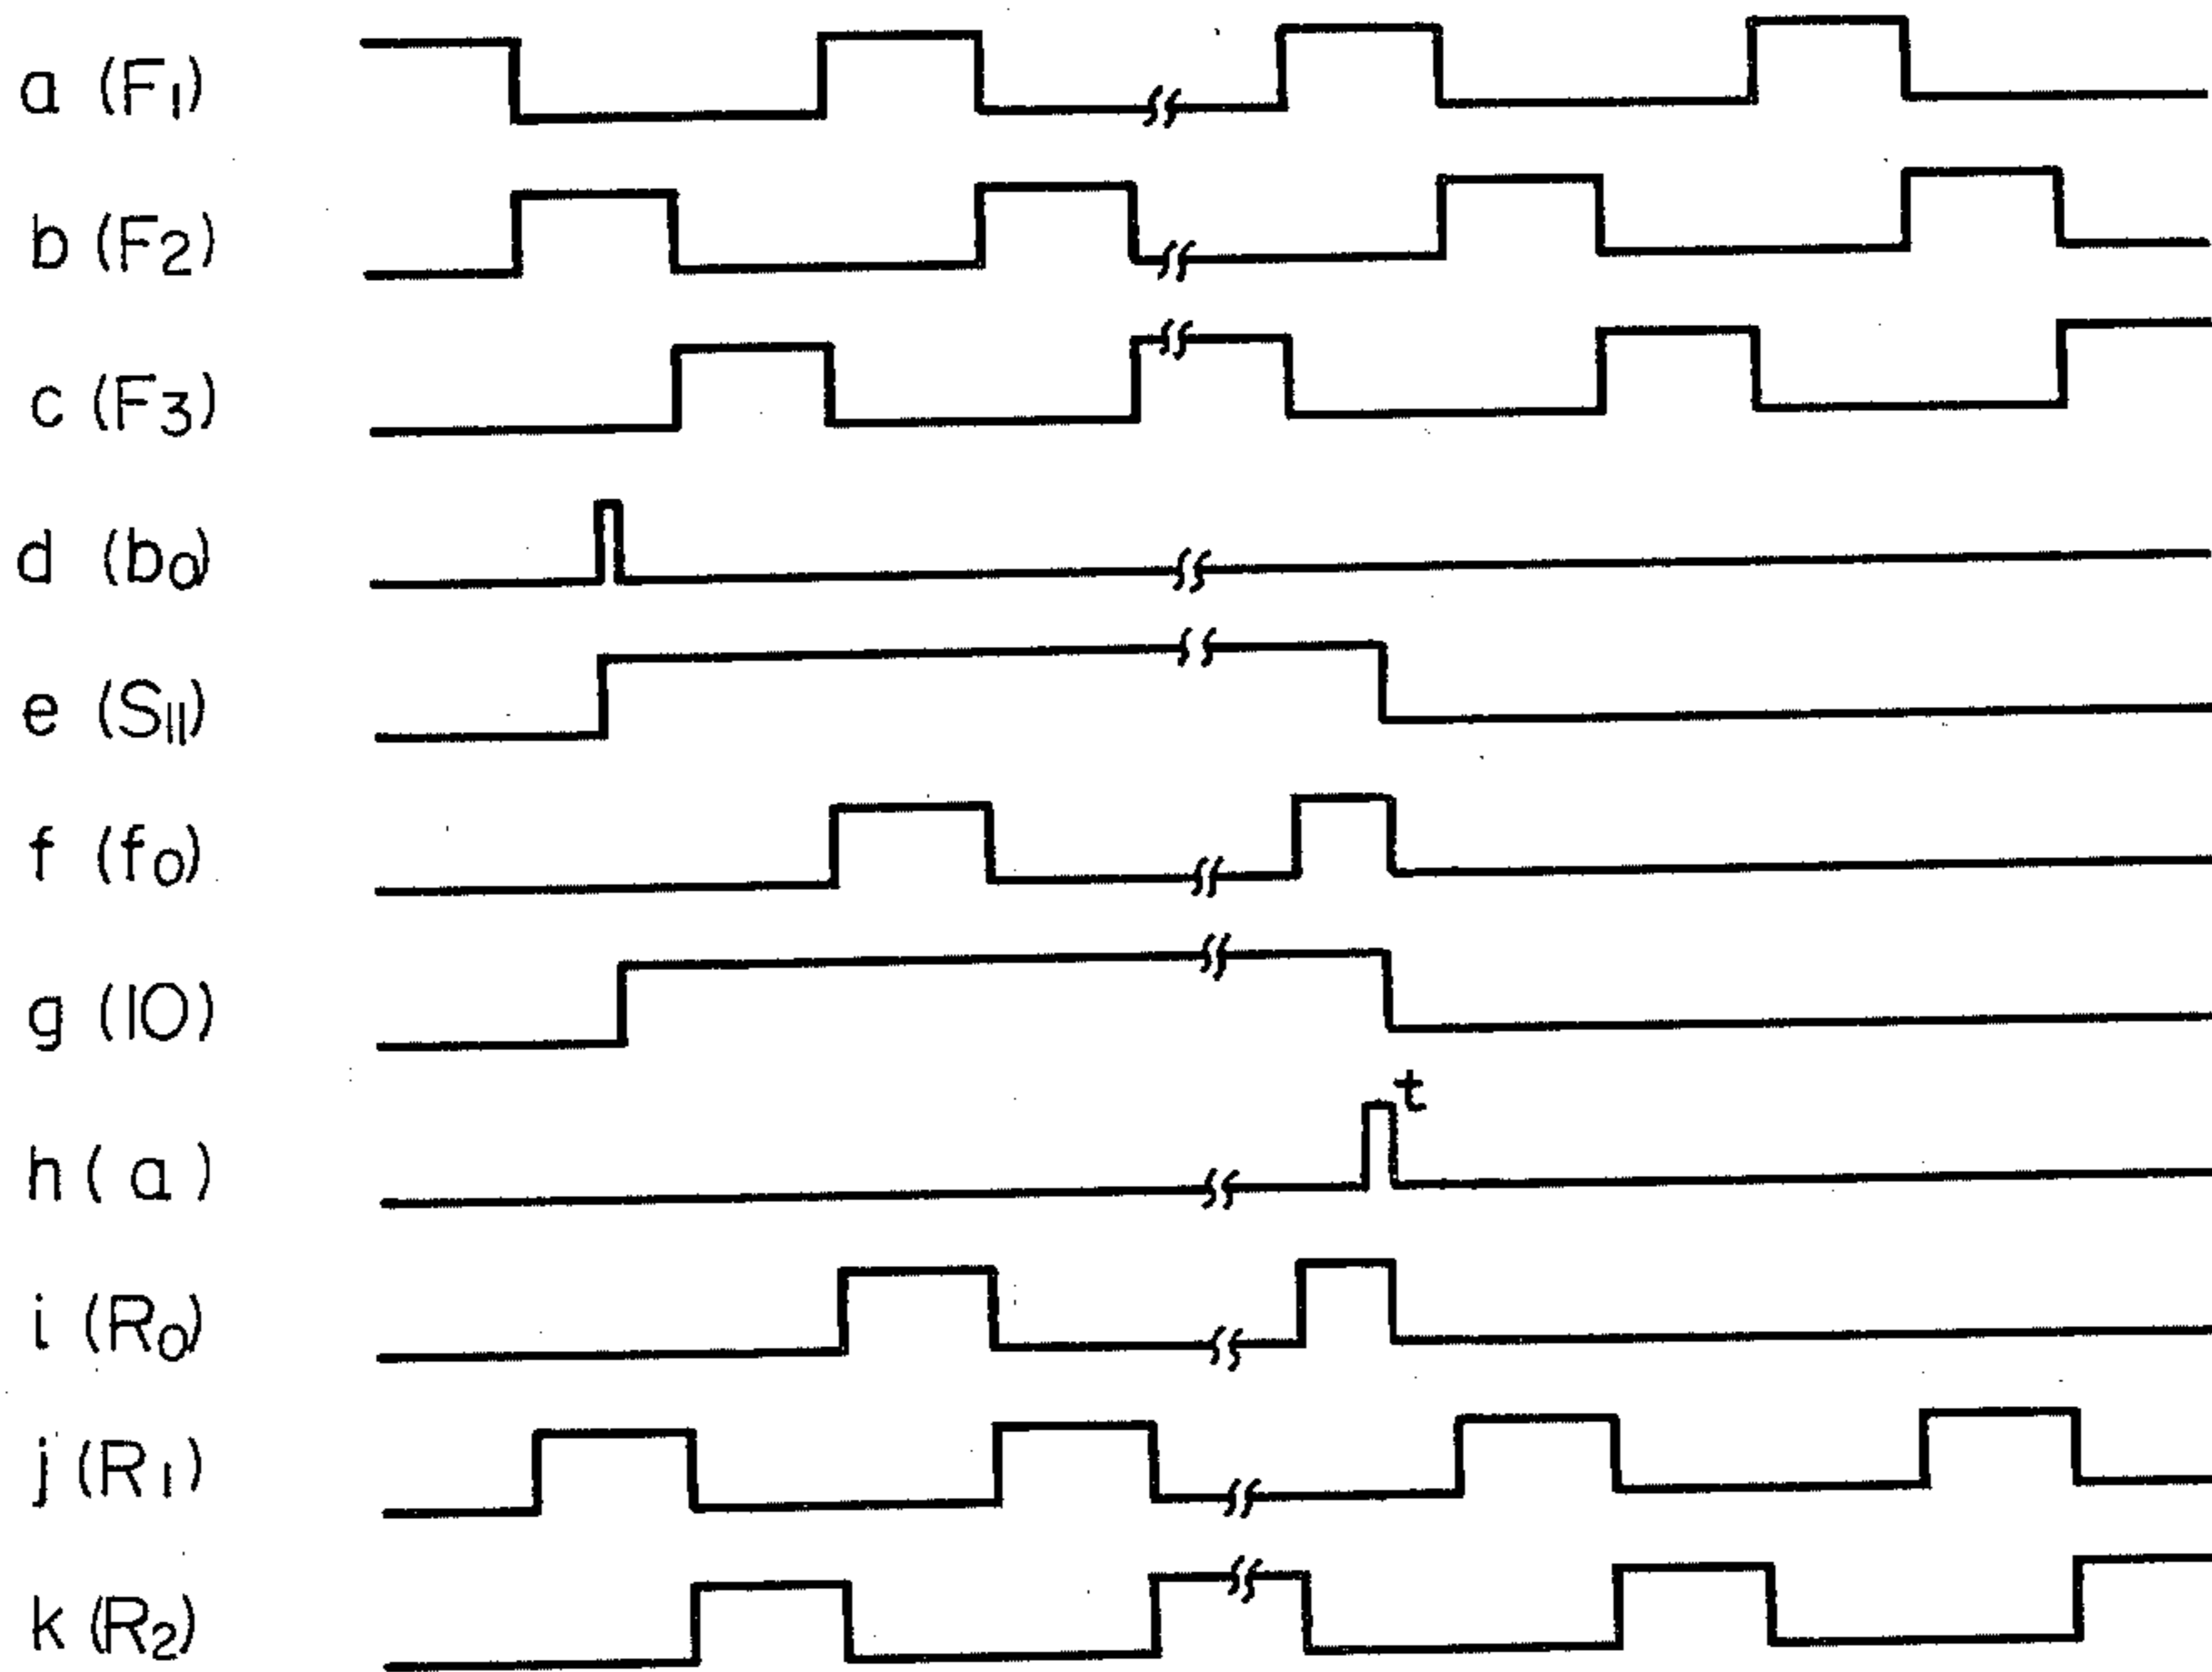 a (F1)
b (F2)
c (F3)
d (b0)
e (S11)
f (f0)
g (10)
t
h (a)
i (R0)
j (R1)
k (R2)